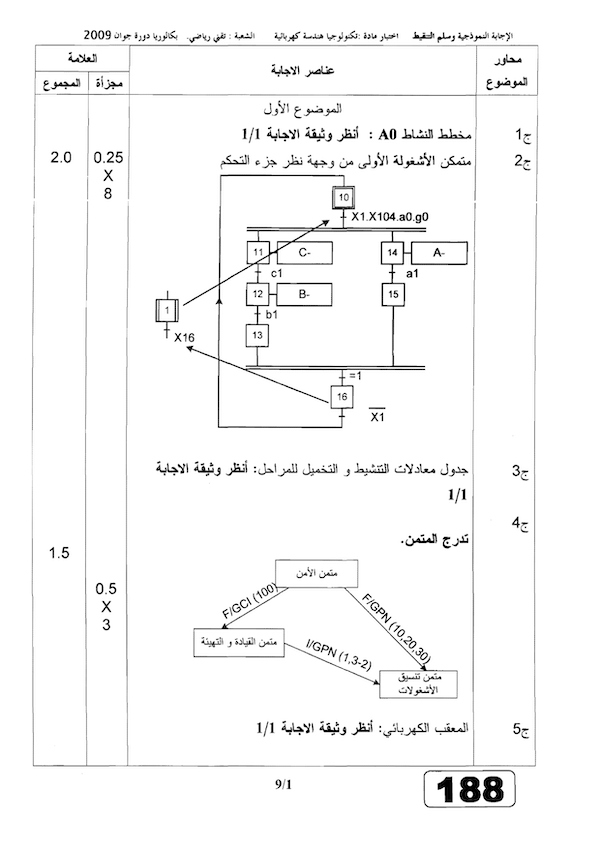 الإجابة النموذجية وسلم التنقيط اختبار مادة :تكنولوجيا هندسة كهربائية الشعبة : تقني رياضي. بكالوريا دورة جوان 2009
محاور الموضوع
عناصر الاجابة
العلامة
مجزأة
المجموع
الموضوع الأول
ج1
مخطط النشاط A0 : أنظر وثيقة الاجابة 1/1
ج2
متمكن الأشغولة الأولى من وجهة نظر جزء التحكم
0.25
X
8
2.0
10
X1.X104.a0.g0
11
C-
14
A-
c1
a1
12
B-
15
b1
13
1
X16
=1
16
X1
ج3
جدول معادلات التنشيط و التخميل للمراحل: أنظر وثيقة الاجابة
1/1
ج4
تدرج المتمن.
1.5
0.5
X
3
متمن الأمن
F/GCI (100)
F/GPN (10,20,30)
متمن القيادة و التهيئة
I/GPN (1,3-2)
متمن تنسيق
الأشغولات
ج5
المعقب الكهربائي: أنظر وثيقة الاجابة 1/1
9/1
188